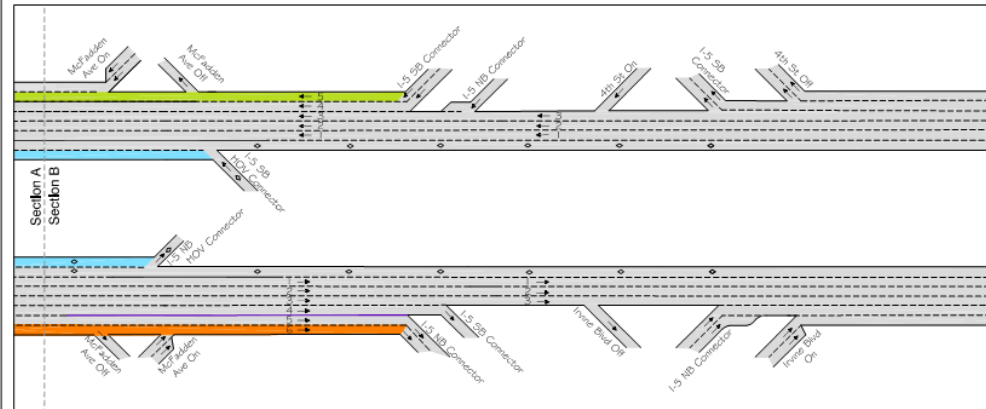 McFadden
Ave On
McFadden
Ave Off
I-5 SB Connector
I-5 NB Connector
4th St On
I-5 SB
Connector
4th St Off
I-5 SB
HOV Connector
Section A
Section B
I-5 NB
HOV Connector
McFadden
Ave Off
McFadden
Ave On
I-5 NB Connector
I-5 SB Connector
Irvine Blvd Off
I-5 NB Connector
Irvine Blvd
On